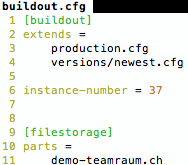 buildout.cfg
1 [buildout]
2 extends =
3     production.cfg
4     versions/newest.cfg
5
6 instance-number = 37
7
8
9 [filestorage]
10 parts =
11     demo-teamraum.ch